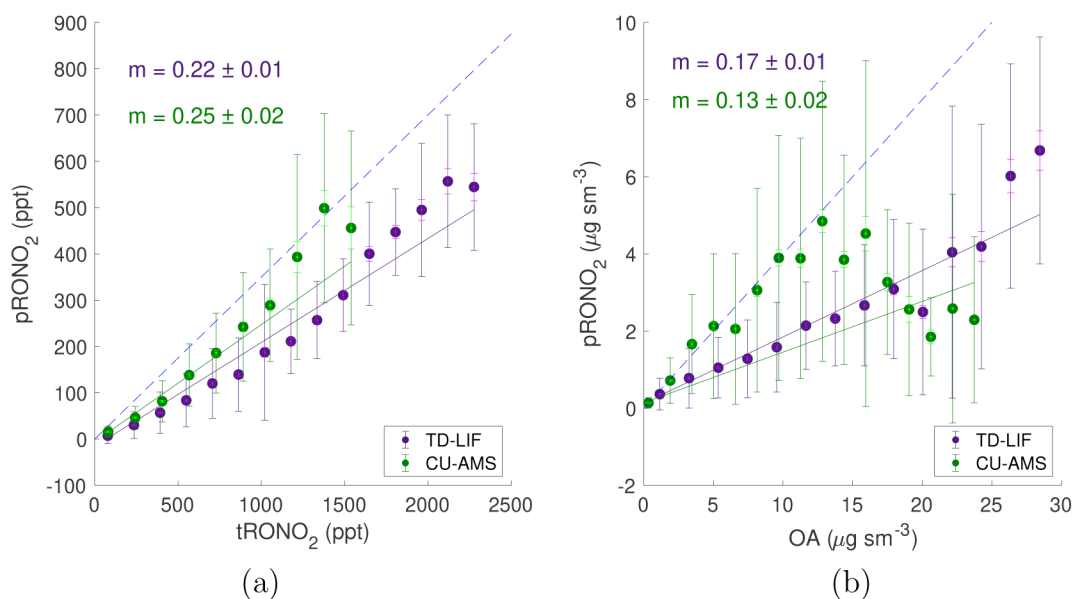 900
800
700
600
500
400
300
200
100
0
-100
pRONO₂ (ppt)
m = 0.22 ± 0.01
m = 0.25 ± 0.02
TD-LIF
CU-AMS
0 500 1000 1500 2000 2500
tRONO₂ (ppt)
(a)
10
8
6
4
2
0
-2
pRONO₂ (μg sm⁻³)
m = 0.17 ± 0.01
m = 0.13 ± 0.02
TD-LIF
CU-AMS
0 5 10 15 20 25 30
OA (μg sm⁻³)
(b)